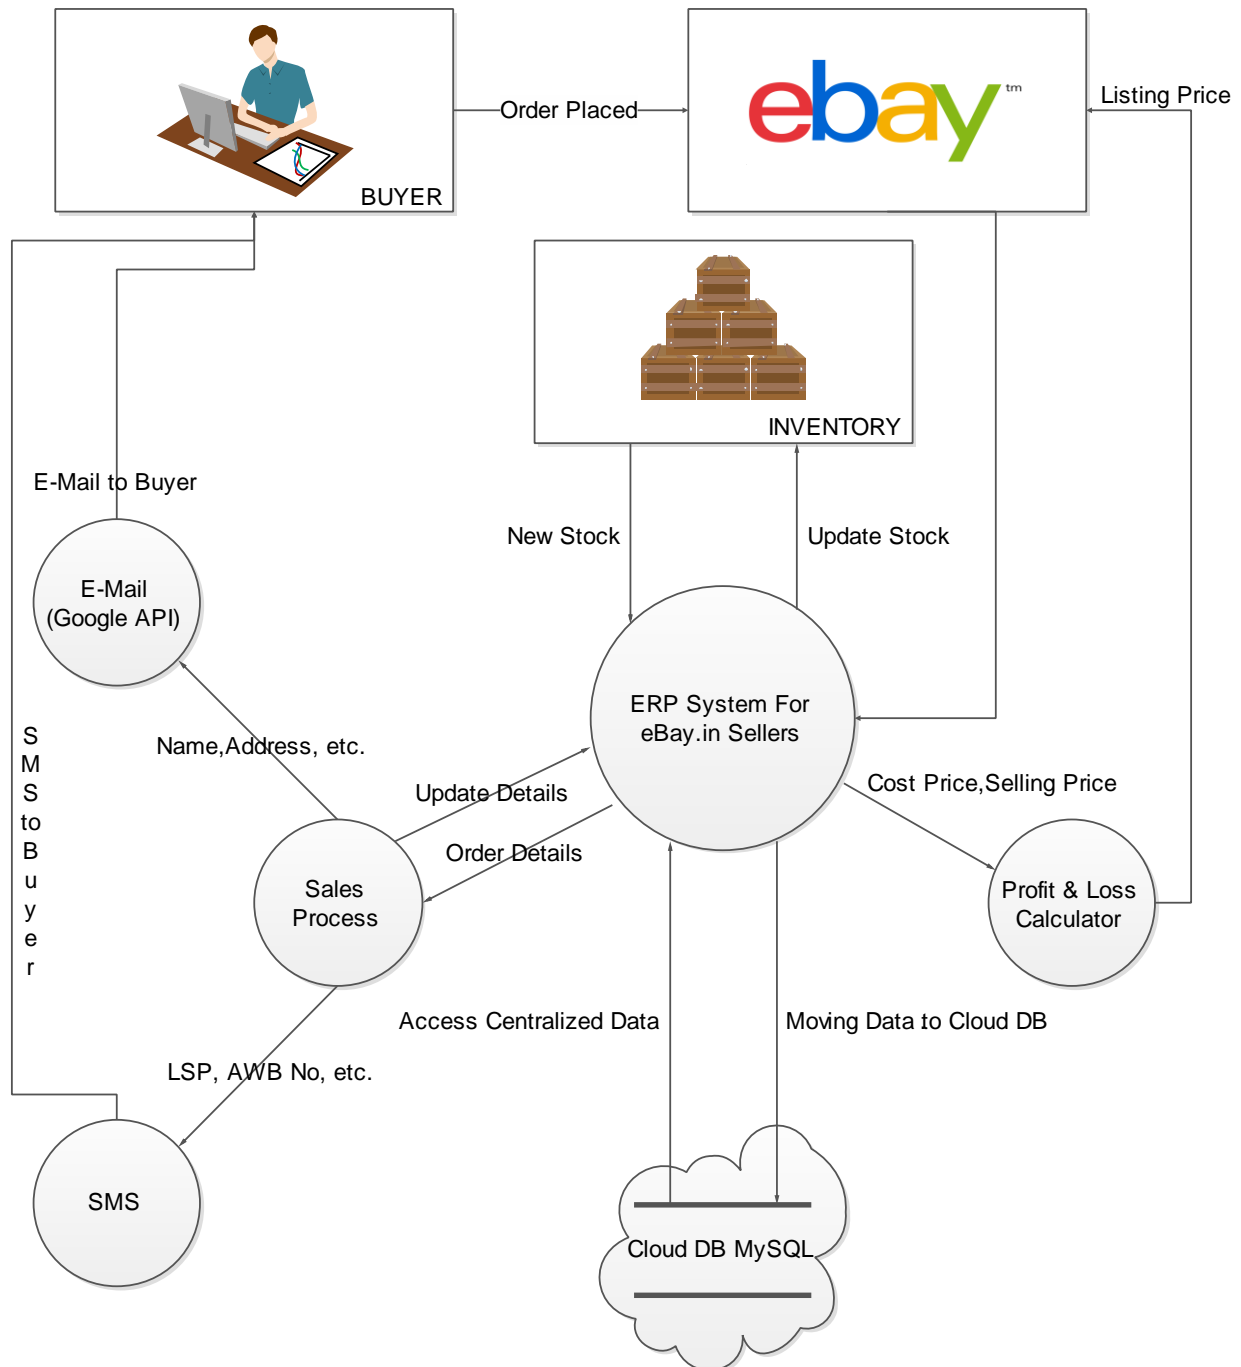 ebay™
Order Placed
Listing Price
BUYER
INVENTORY
E-Mail to Buyer
New Stock
Update Stock
E-Mail
(Google API)
ERP System For
eBay.in Sellers
Name,Address, etc.
Update Details
Cost Price,Selling Price
Order Details
S
M
S
to
B
u
y
e
r
Sales
Process
Profit & Loss
Calculator
Access Centralized Data
Moving Data to Cloud DB
LSP, AWB No, etc.
SMS
Cloud DB MySQL